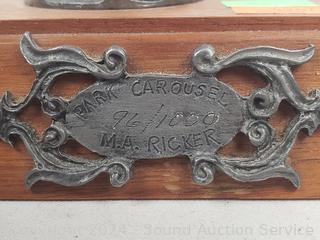 PARK CAROUSEL
96/1000
M.A. RICKER
© 2024 Sound Auction Service